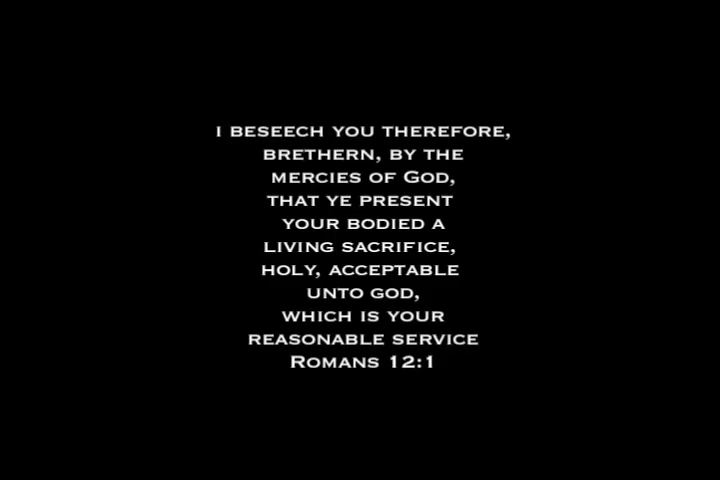 I BESEECH YOU THEREFORE,
BRETHERN, BY THE
MERCIES OF GOD,
THAT YE PRESENT
YOUR BODIED A
LIVING SACRIFICE,
HOLY, ACCEPTABLE
UNTO GOD,
WHICH IS YOUR
REASONABLE SERVICE
ROMANS 12:1